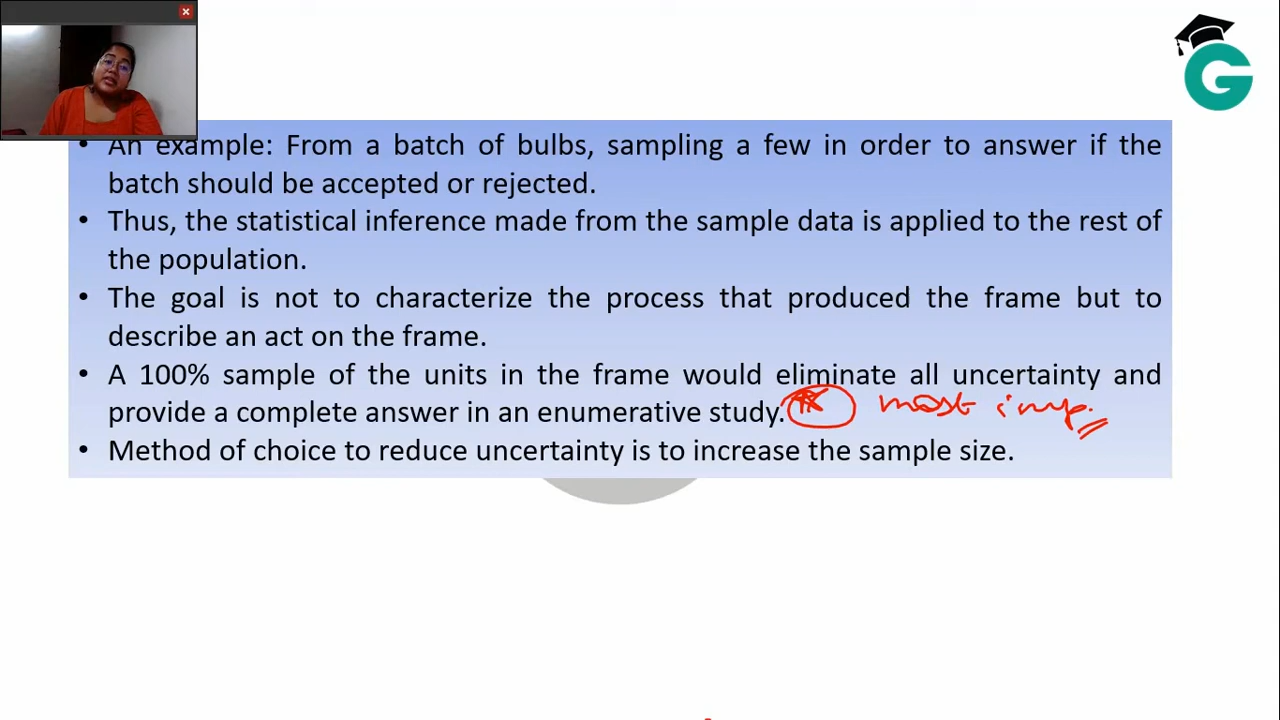 • An example: From a batch of bulbs, sampling a few in order to answer if the
batch should be accepted or rejected.
• Thus, the statistical inference made from the sample data is applied to the rest of
the population.
• The goal is not to characterize the process that produced the frame but to
describe an act on the frame.
• A 100% sample of the units in the frame would eliminate all uncertainty and
provide a complete answer in an enumerative study. * most imp.
• Method of choice to reduce uncertainty is to increase the sample size.